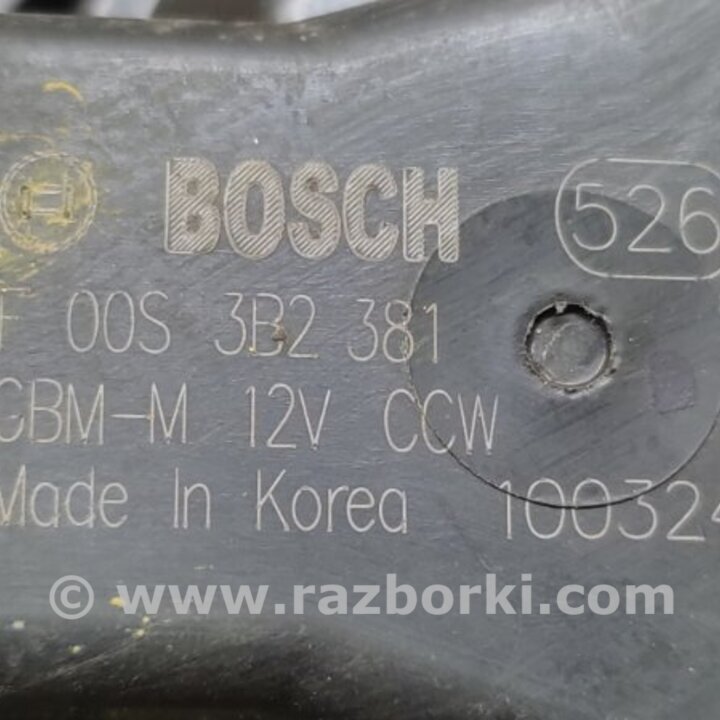 BOSCH 526
F 00S 3B2 381
CBM-M 12V CCW
Made In Korea 100324
© www.razborki.com